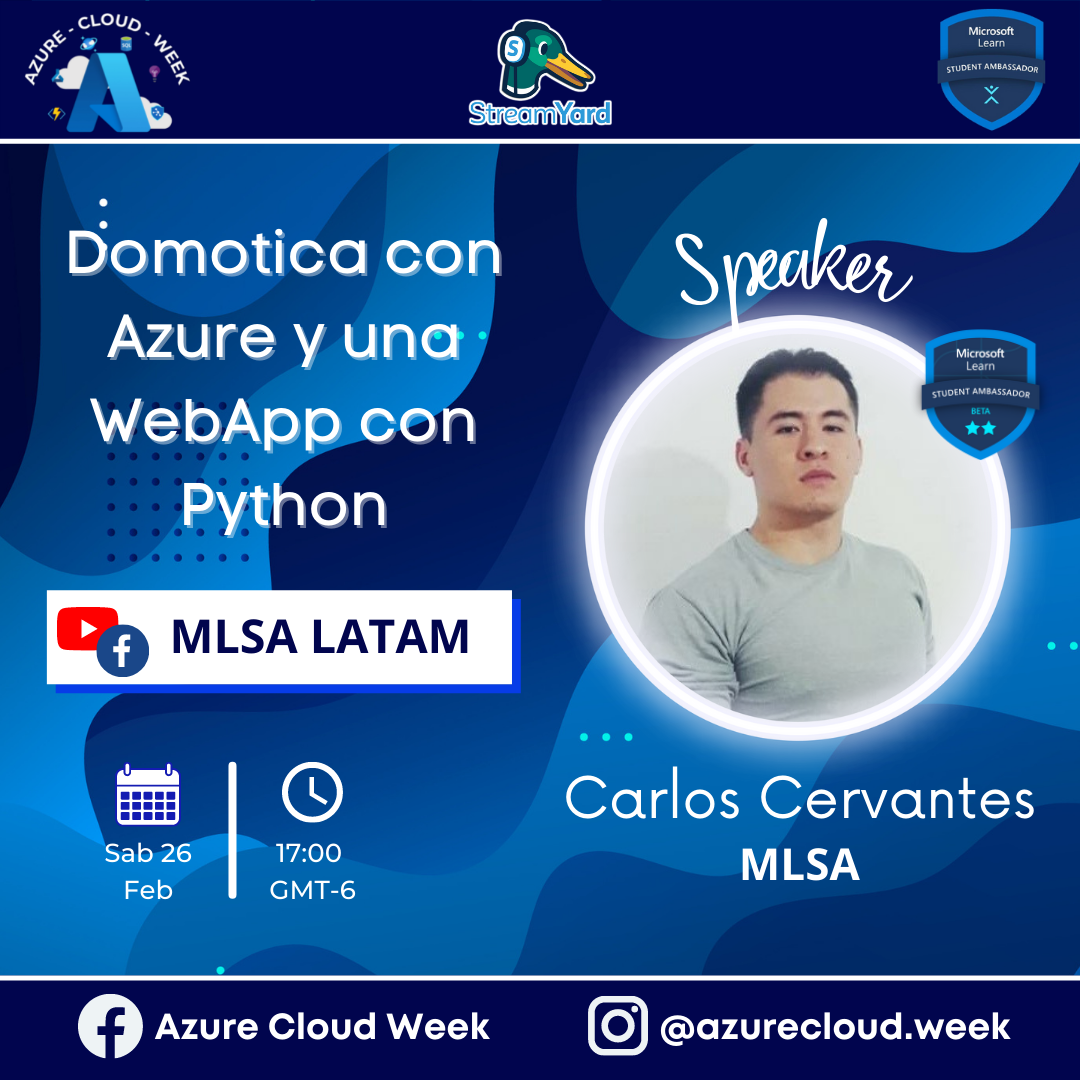 AZURE - CLOUD - WEEK
SQL
S
StreamYard
Microsoft
Learn
STUDENT AMBASSADOR
Domotica con
Azure y una
WebApp con
Python
MLSA LATAM
Sab 26
Feb
17:00
GMT-6
Speaker
Microsoft
Learn
STUDENT AMBASSADOR
BETA
Carlos Cervantes
MLSA
Azure Cloud Week
@azurecloud.week